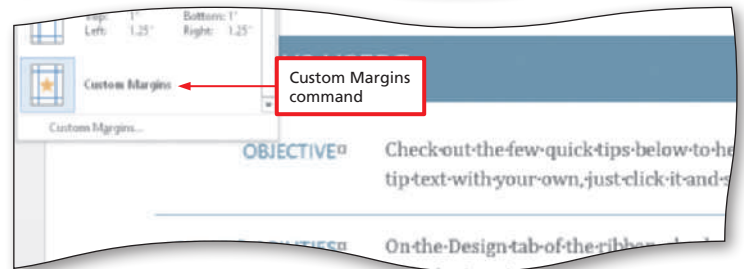 Top: 1" Bottom: 1"
Left: 1.25" Right: 1.25"
Custom Margins
Custom Margins
command
Custom Margins...
OBJECTIVE¤ Check·out·the·few·quick·tips·below·to·he
tip·text·with·your·own,·just·click·it·and·s
On·the·Design·tab·of·the·ribbon